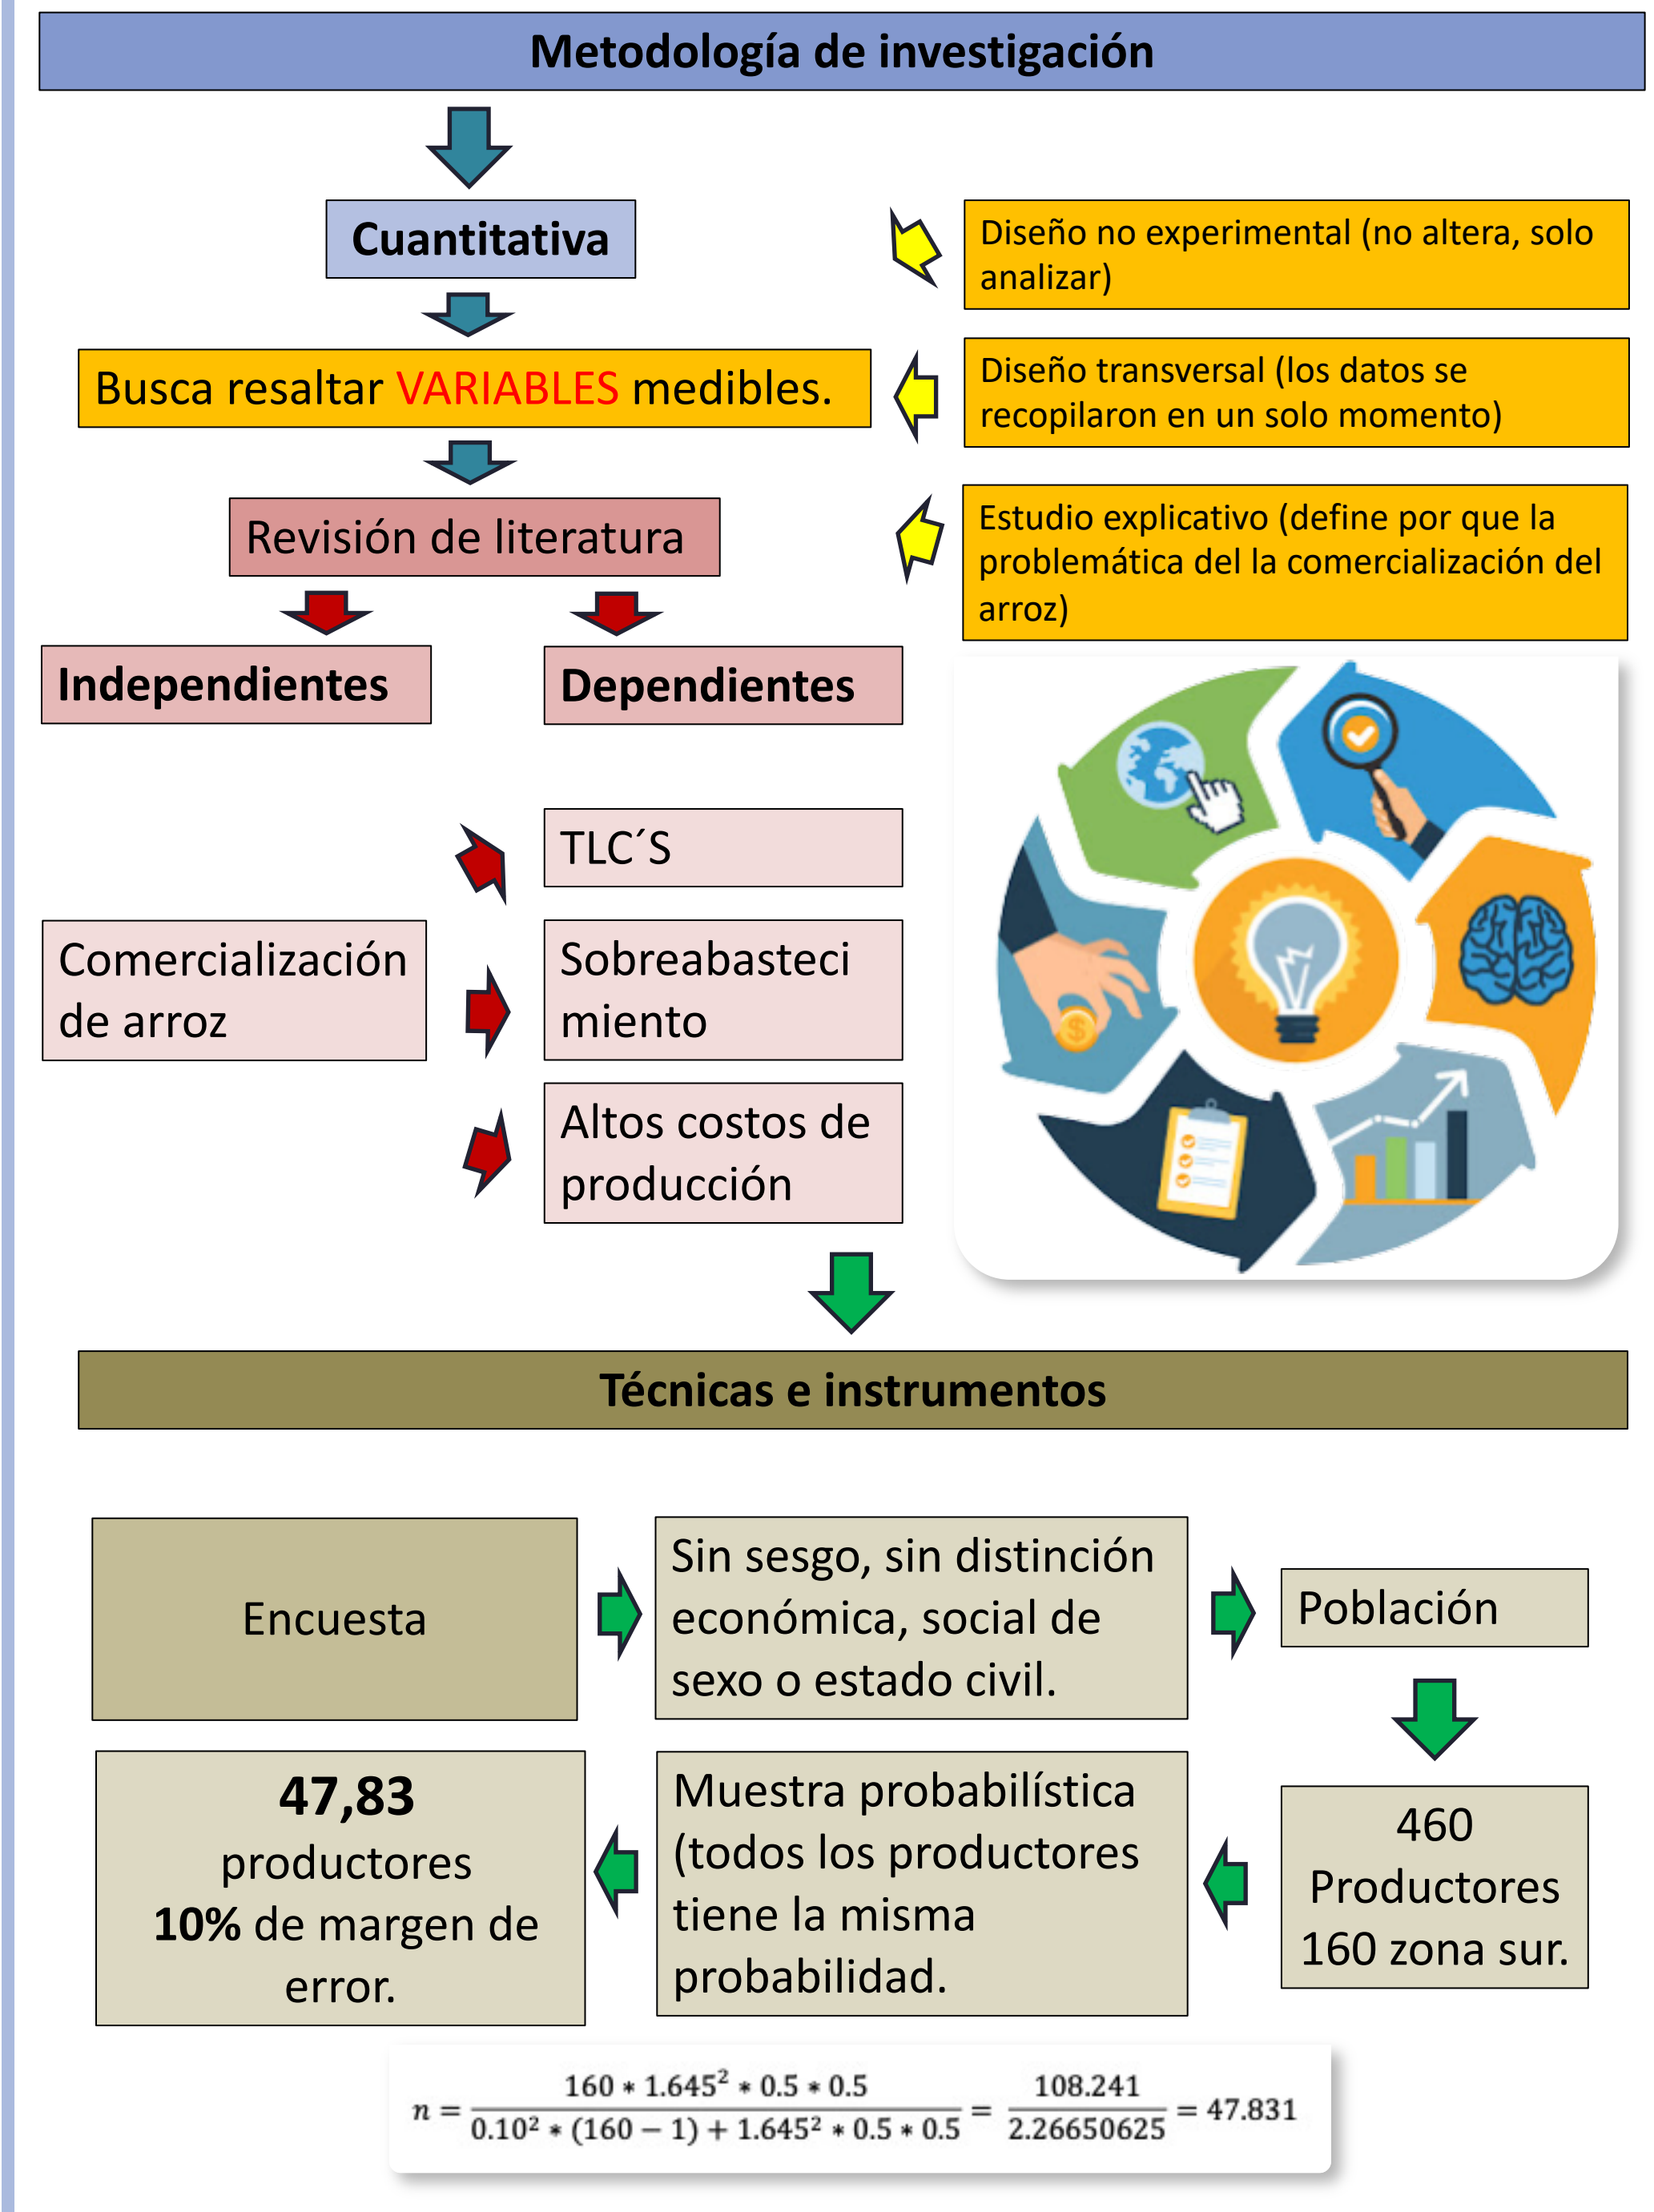 Metodología de investigación
Cuantitativa
Busca resaltar VARIABLES medibles.
Revisión de literatura
Diseño no experimental (no altera, solo
analizar)
Diseño transversal (los datos se
recopilaron en un solo momento)
Estudio explicativo (define por que la
problemática del la comercialización del
arroz)
Independientes
Dependientes
Comercialización
de arroz
TLC´S
Sobreabasteci
miento
Altos costos de
producción
$
Técnicas e instrumentos
Encuesta
Sin sesgo, sin distinción
económica, social de
sexo o estado civil.
Población
460
Productores
160 zona sur.
Muestra probabilística
(todos los productores
tiene la misma
probabilidad.
47,83
productores
10% de margen de
error.
n = 160 ∗ 1.645² ∗ 0.5 ∗ 0.5 / 0.10² ∗ (160 − 1) + 1.645² ∗ 0.5 ∗ 0.5 = 108.241 / 2.26650625 = 47.831